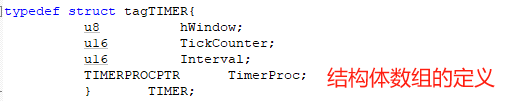 typedef struct tagTIMER{
u8 hWindow;
u16 TickCounter;
u16 Interval;
TIMERPROCPTR TimerProc;
} TIMER;
结构体数组的定义